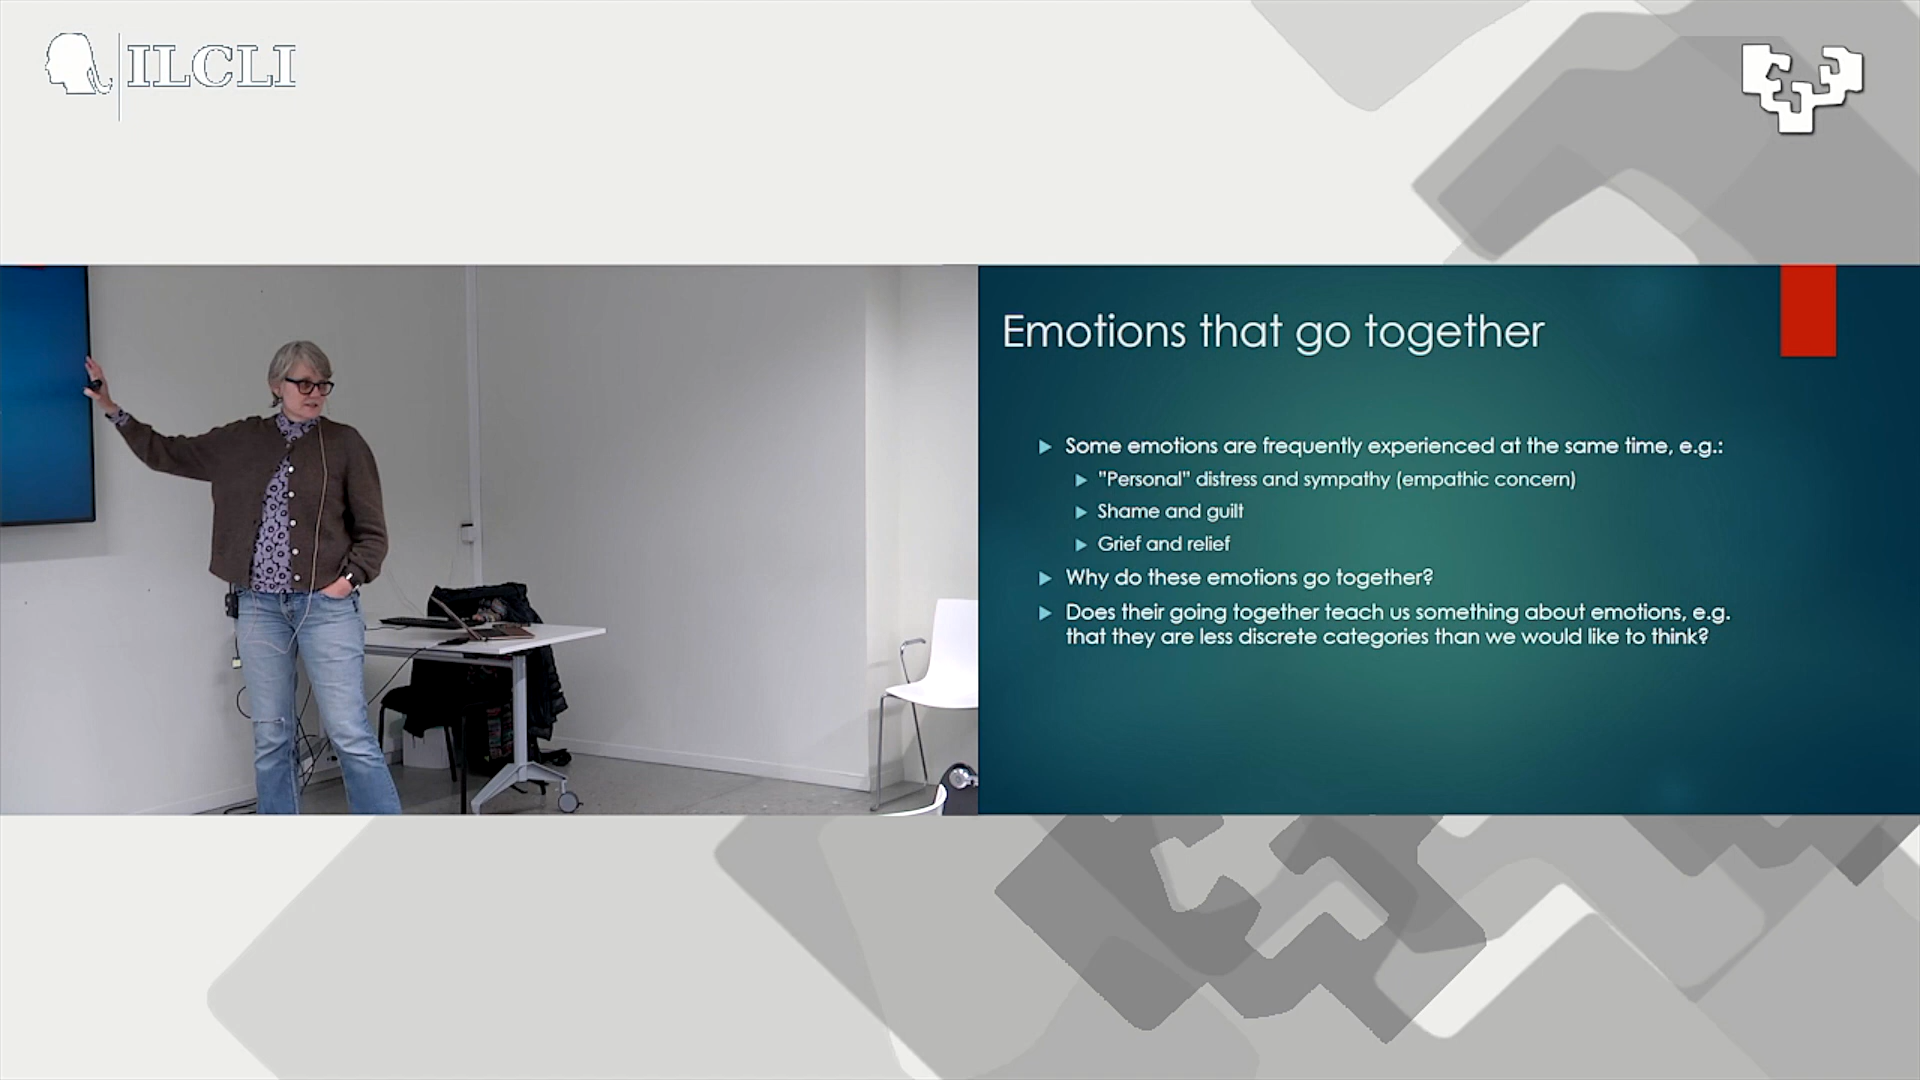 ILCLI
Emotions that go together
Some emotions are frequently experienced at the same time, e.g.:
"Personal" distress and sympathy (empathic concern)
Shame and guilt
Grief and relief
Why do these emotions go together?
Does their going together teach us something about emotions, e.g.
that they are less discrete categories than we would like to think?